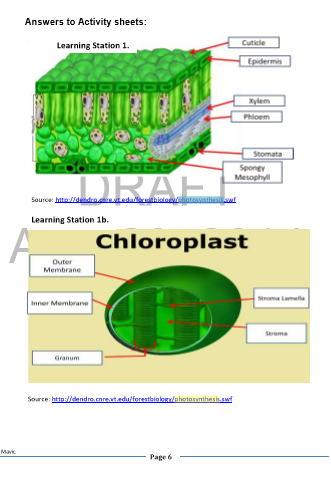 Answers to Activity sheets:
Learning Station 1.
Cuticle
Epidermis
Xylem
Phloem
Stomata
Spongy
Mesophyll
DRAFT
Source: http://dendro.cnre.vt.edu/forestbiology/photosynthesis.swf
Learning Station 1b.
Chloroplast
Outer
Membrane
Inner Membrane
Stroma Lamella
Stroma
Granum
Source: http://dendro.cnre.vt.edu/forestbiology/photosynthesis.swf
Mavic
Page 6